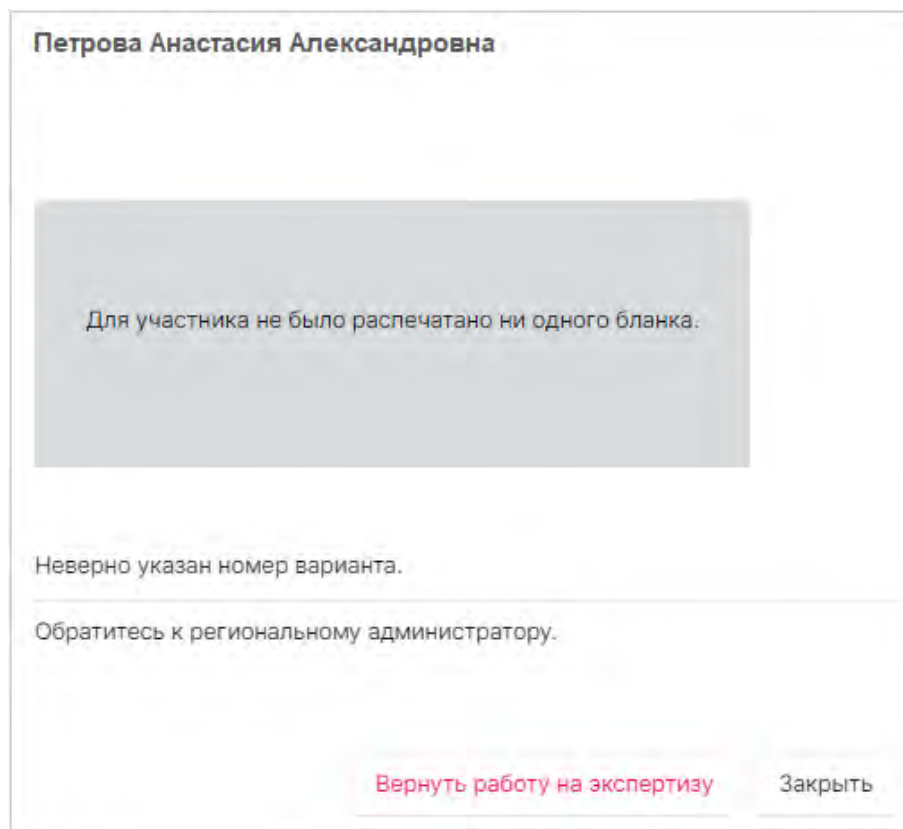 Петрова Анастасия Александровна
Для участника не было распечатано ни одного бланка.
Неверно указан номер варианта.
Обратитесь к региональному администратору.
Вернуть работу на экспертизу Закрыть